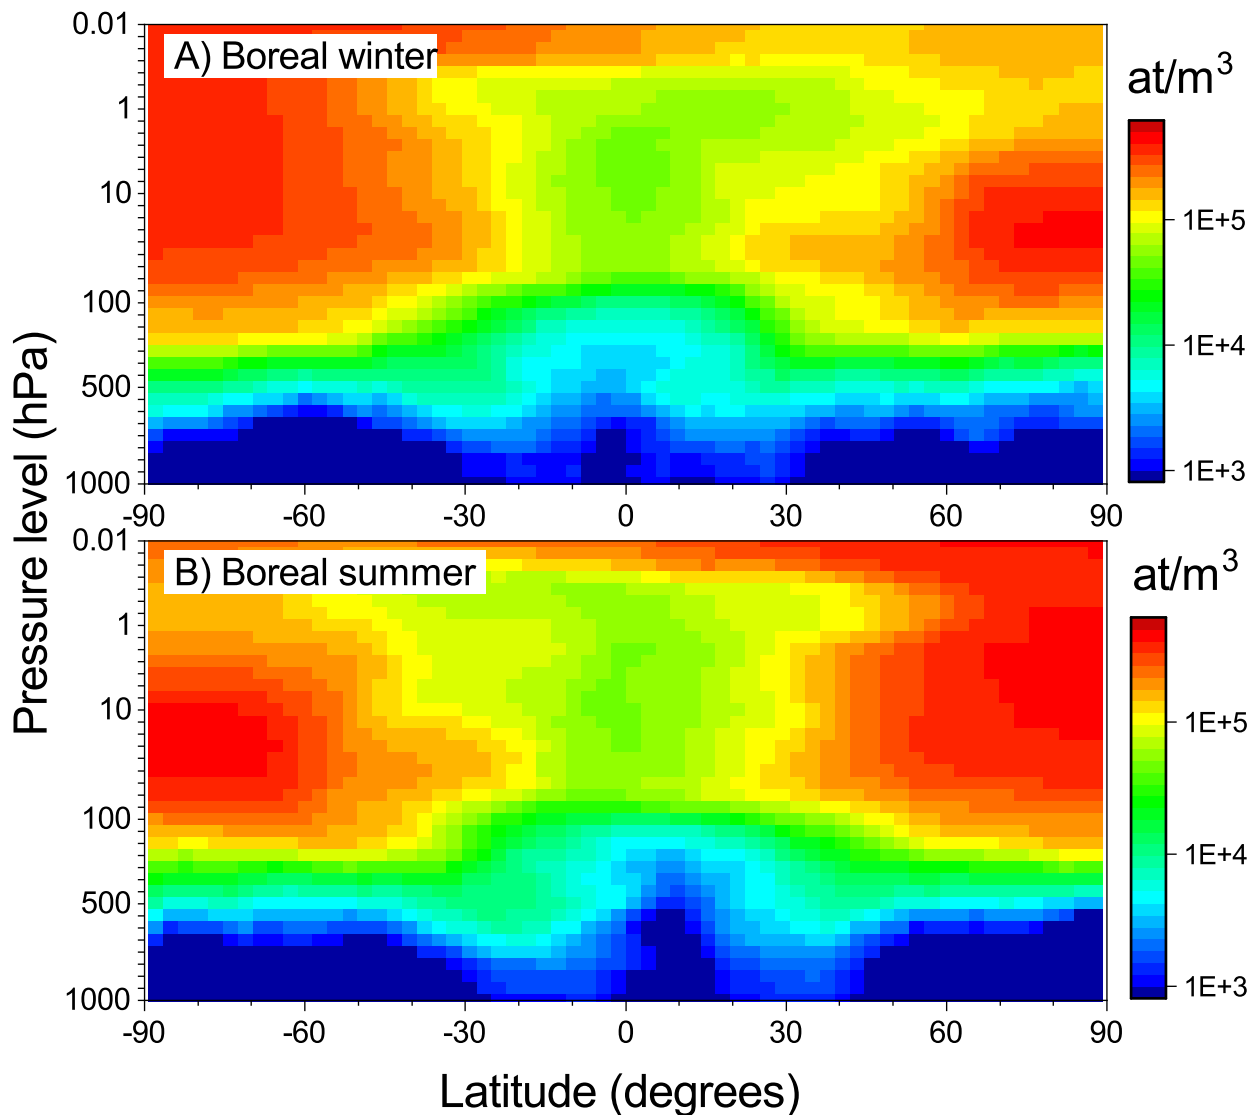 A) Boreal winter
0.01
1
10
100
500
1000
-90
-60
-30
0
30
60
90
at/m³
1E+5
1E+4
1E+3
B) Boreal summer
0.01
1
10
100
500
1000
-90
-60
-30
0
30
60
90
at/m³
1E+5
1E+4
1E+3
Pressure level (hPa)
Latitude (degrees)